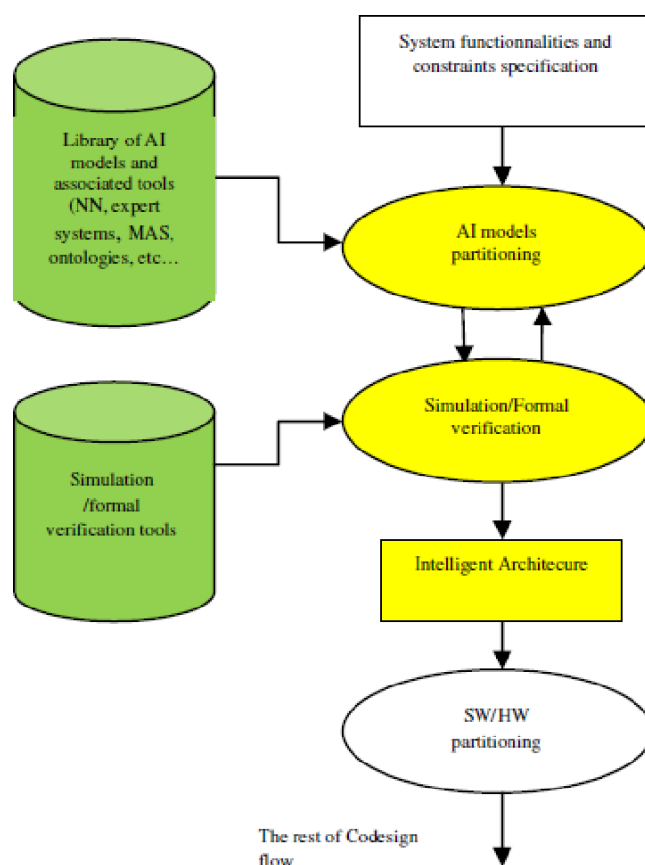 System functionnalities and
constraints specification
Library of AI
models and
associated tools
(NN, expert
systems, MAS,
ontologies, etc…
AI models
partitioning
Simulation/Formal
verification
Simulation
/formal
verification tools
Intelligent Architecure
SW/HW
partitioning
The rest of Codesign
flow